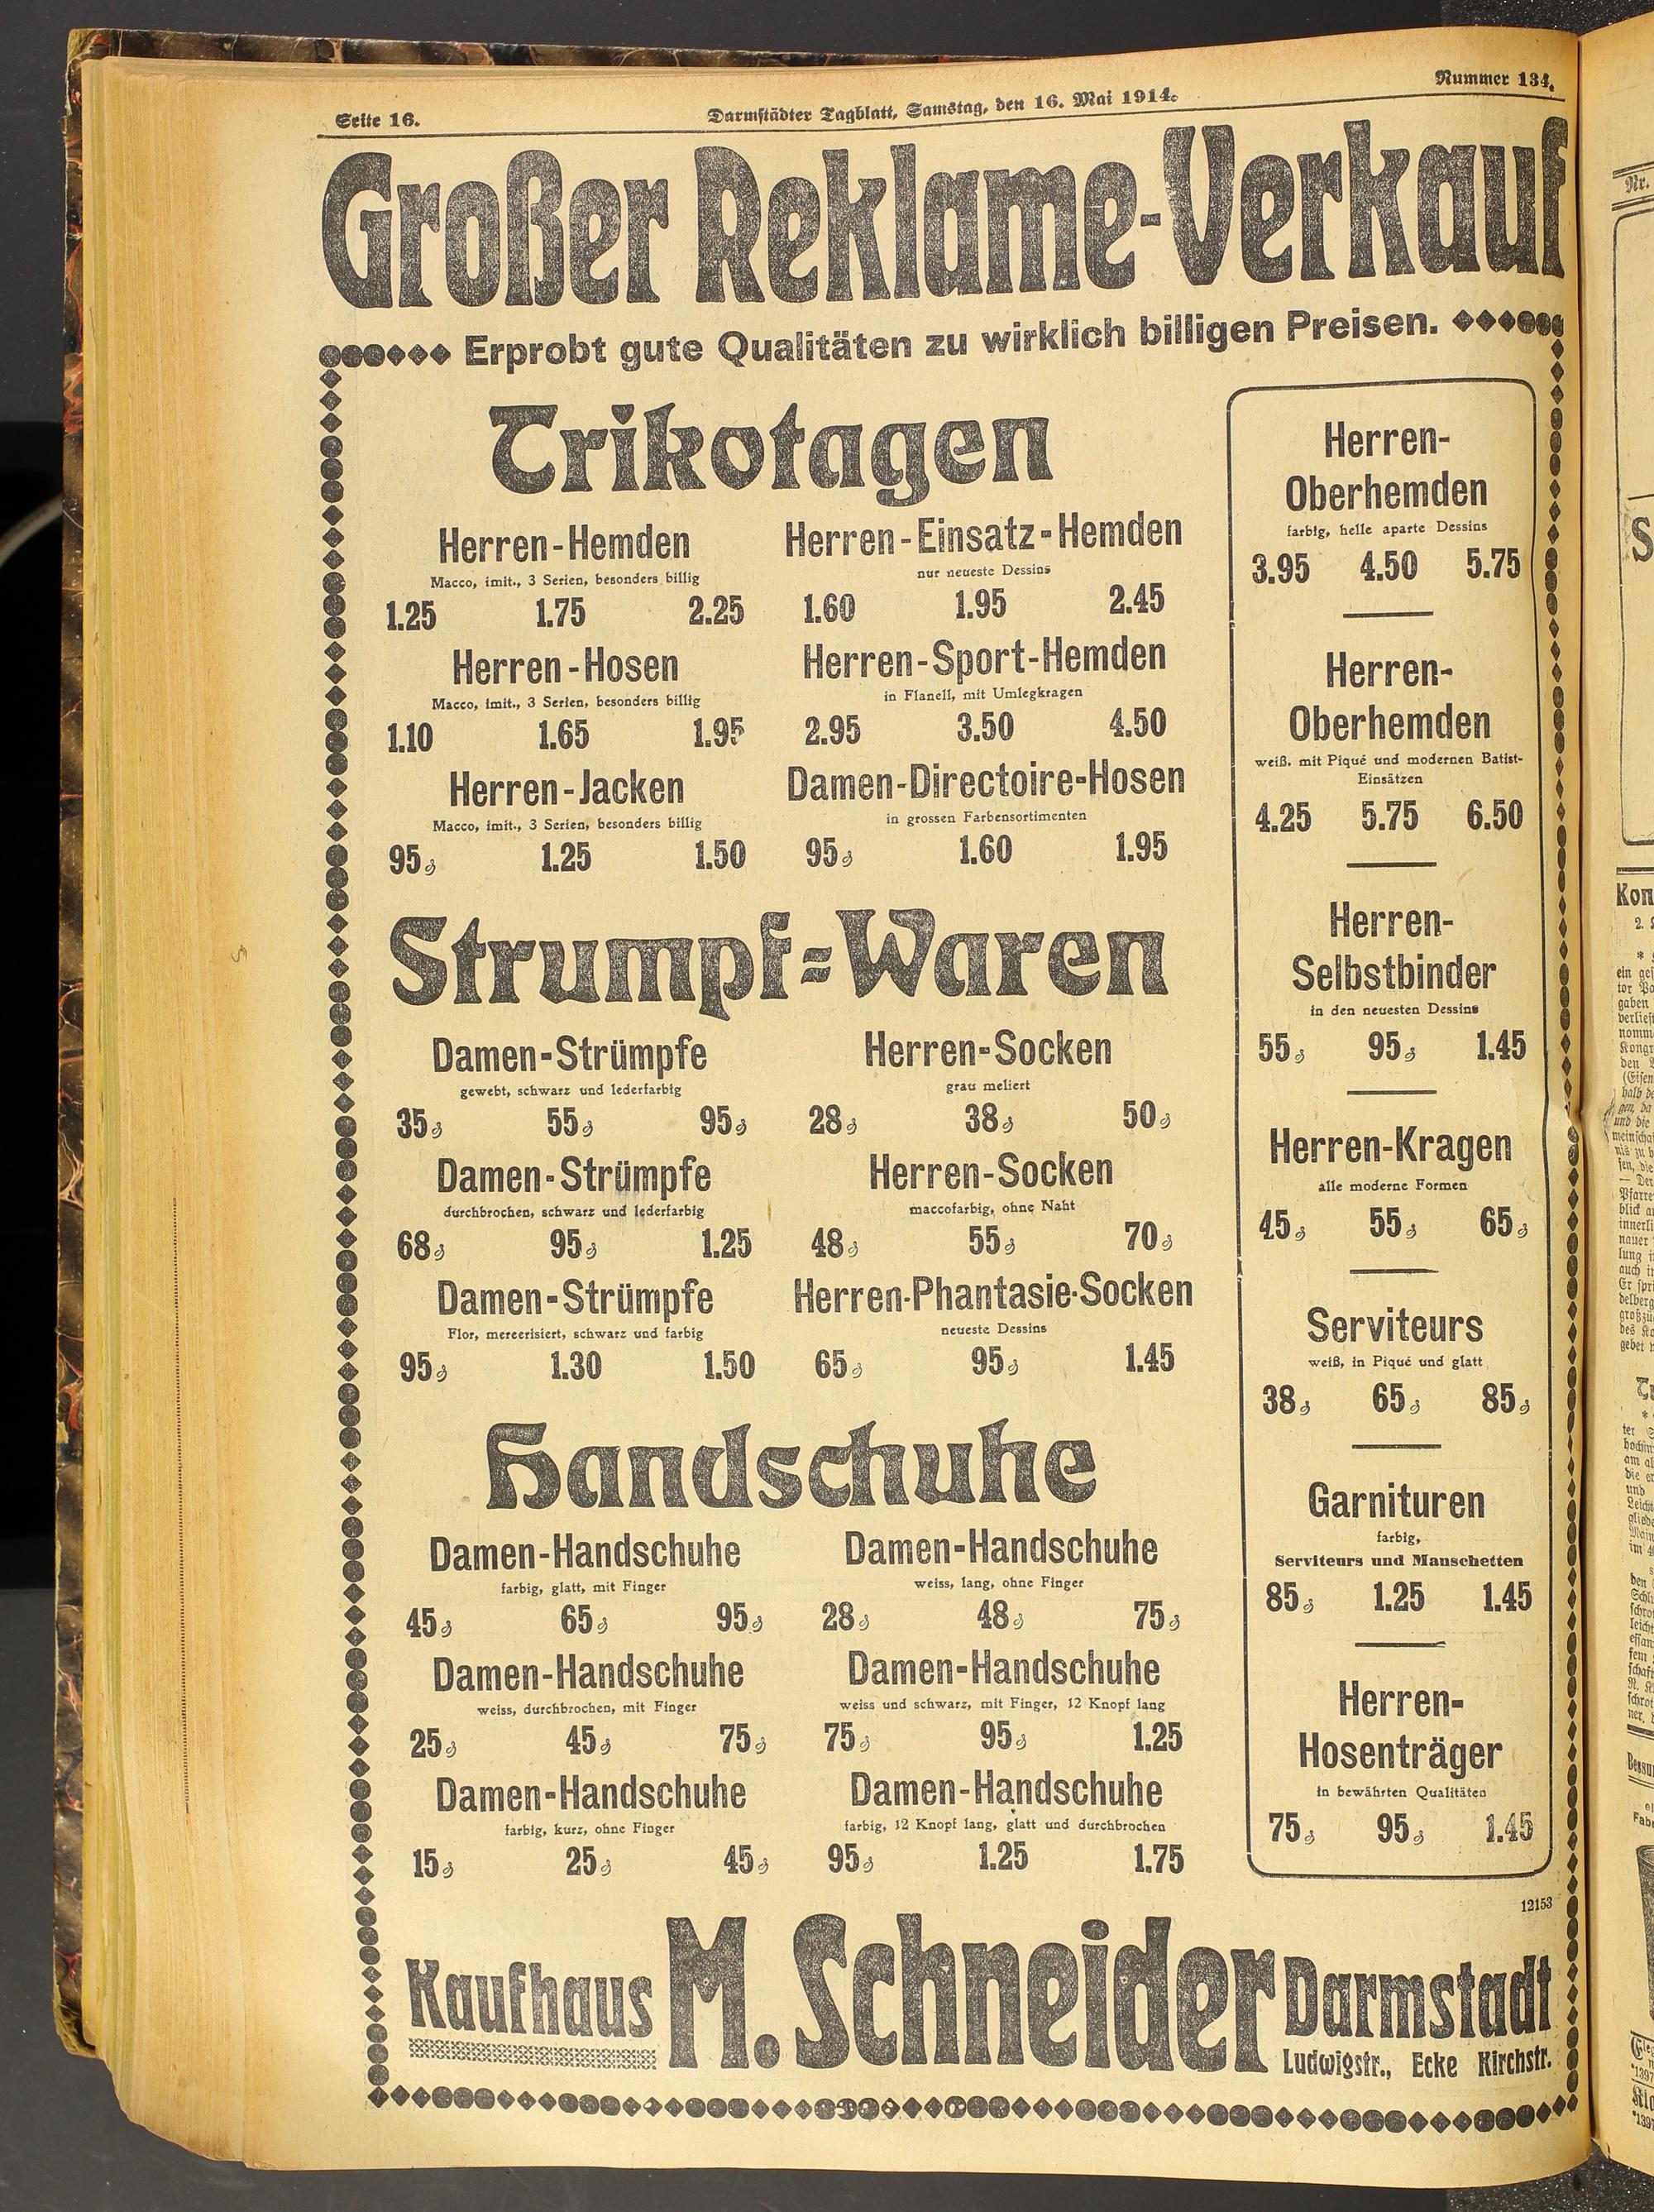 Seite 16.
Darmstädter Tagblatt, Samstag, den 16. Mai 1914.
Nummer 134.
Großer Reklame-Verkauf
Erprobt gute Qualitäten zu wirklich billigen Preisen.
Trikotagen
Herren-Hemden
Macco, imit., 3 Serien, besonders billig
1.25 1.75 2.25
Herren-Hosen
Macco, imit., 3 Serien, besonders billig
1.10 1.65 1.95
Herren-Jacken
Macco, imit., 3 Serien, besonders billig
95₰ 1.25 1.50
Herren-Einsatz-Hemden
nur neueste Dessins
1.60 1.95 2.45
Herren-Sport-Hemden
in Flanell, mit Umlegkragen
2.95 3.50 4.50
Damen-Directoire-Hosen
in grossen Farbensortimenten
95₰ 1.60 1.95
Strumpf=Waren
Damen-Strümpfe
gewebt, schwarz und lederfarbig
35₰ 55₰ 95₰
Damen-Strümpfe
durchbrochen, schwarz und lederfarbig
68₰ 95₰ 1.25
Damen-Strümpfe
Flor, mercerisiert, schwarz und farbig
95₰ 1.30 1.50
Herren-Socken
grau meliert
28₰ 38₰ 50₰
Herren-Socken
maccofarbig, ohne Naht
48₰ 55₰ 70₰
Herren-Phantasie-Socken
neueste Dessins
65₰ 95₰ 1.45
Handschuhe
Damen-Handschuhe
farbig, glatt, mit Finger
45₰ 65₰ 95₰
Damen-Handschuhe
weiss, durchbrochen, mit Finger
25₰ 45₰ 75₰
Damen-Handschuhe
farbig, kurz, ohne Finger
15₰ 25₰ 45₰
Damen-Handschuhe
weiss, lang, ohne Finger
28₰ 48₰ 75₰
Damen-Handschuhe
weiss und schwarz, mit Finger, 12 Knopf lang
75₰ 95₰ 1.25
Damen-Handschuhe
farbig, 12 Knopf lang, glatt und durchbrochen
95₰ 1.25 1.75
Herren-
Oberhemden
farbig, helle aparte Dessins
3.95 4.50 5.75
Herren-
Oberhemden
weiß. mit Piqué und modernen Batist-
Einsätzen
4.25 5.75 6.50
Herren-
Selbstbinder
in den neuesten Dessins
55₰ 95₰ 1.45
Herren-Kragen
alle moderne Formen
45₰ 55₰ 65₰
Serviteurs
weiß, in Piqué und glatt
38₰ 65₰ 85₰
Garnituren
farbig,
Serviteurs und Manschetten
85₰ 1.25 1.45
Herren-
Hosenträger
in bewährten Qualitäten
75₰ 95₰ 1.45
12153
Kaufhaus M. Schneider Darmstadt
Ludwigstr., Ecke Kirchstr.